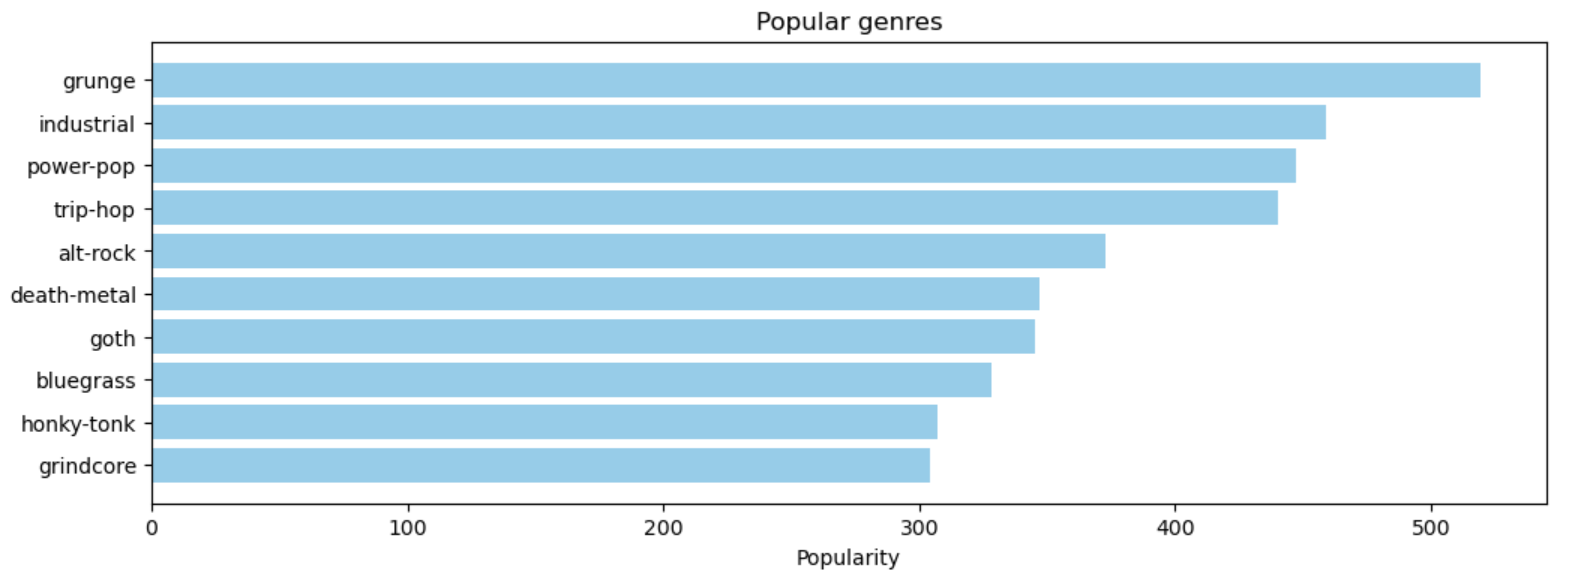 Popular genres
grunge
industrial
power-pop
trip-hop
alt-rock
death-metal
goth
bluegrass
honky-tonk
grindcore
0 100 200 300 400 500
Popularity